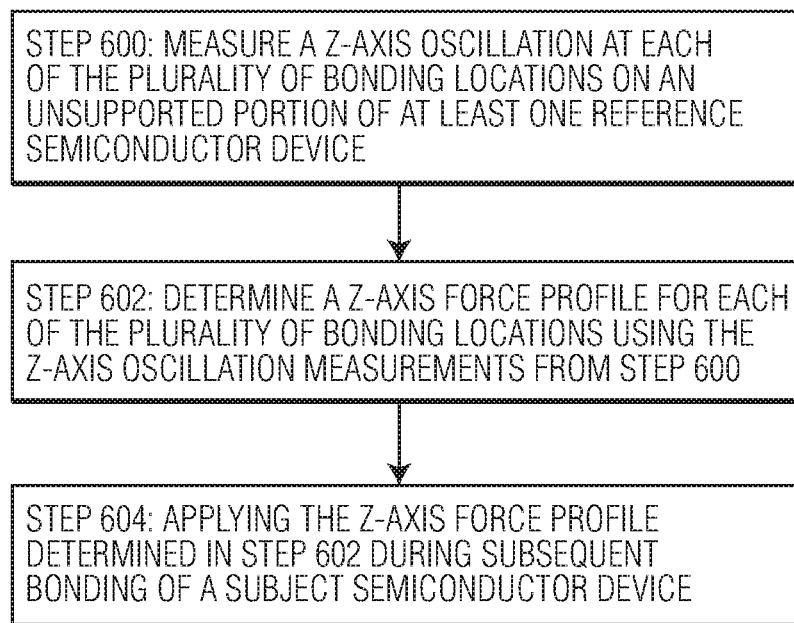 STEP 600: MEASURE A Z-AXIS OSCILLATION AT EACH
OF THE PLURALITY OF BONDING LOCATIONS ON AN
UNSUPPORTED PORTION OF AT LEAST ONE REFERENCE
SEMICONDUCTOR DEVICE
STEP 602: DETERMINE A Z-AXIS FORCE PROFILE FOR EACH
OF THE PLURALITY OF BONDING LOCATIONS USING THE
Z-AXIS OSCILLATION MEASUREMENTS FROM STEP 600
STEP 604: APPLYING THE Z-AXIS FORCE PROFILE
DETERMINED IN STEP 602 DURING SUBSEQUENT
BONDING OF A SUBJECT SEMICONDUCTOR DEVICE